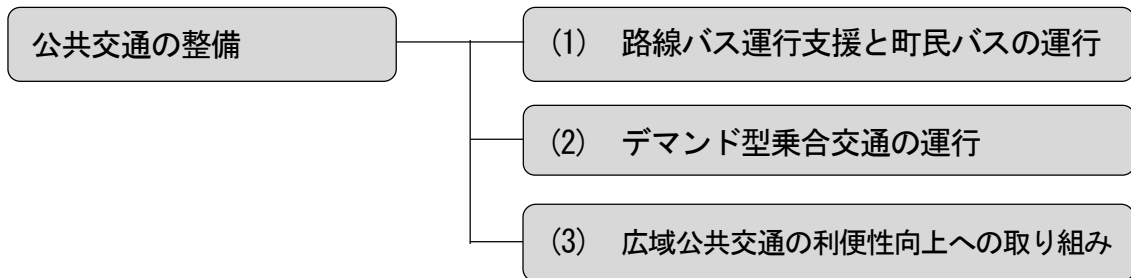 公共交通の整備
(1)　路線バス運行支援と町民バスの運行
(2)　デマンド型乗合交通の運行
(3)　広域公共交通の利便性向上への取り組み